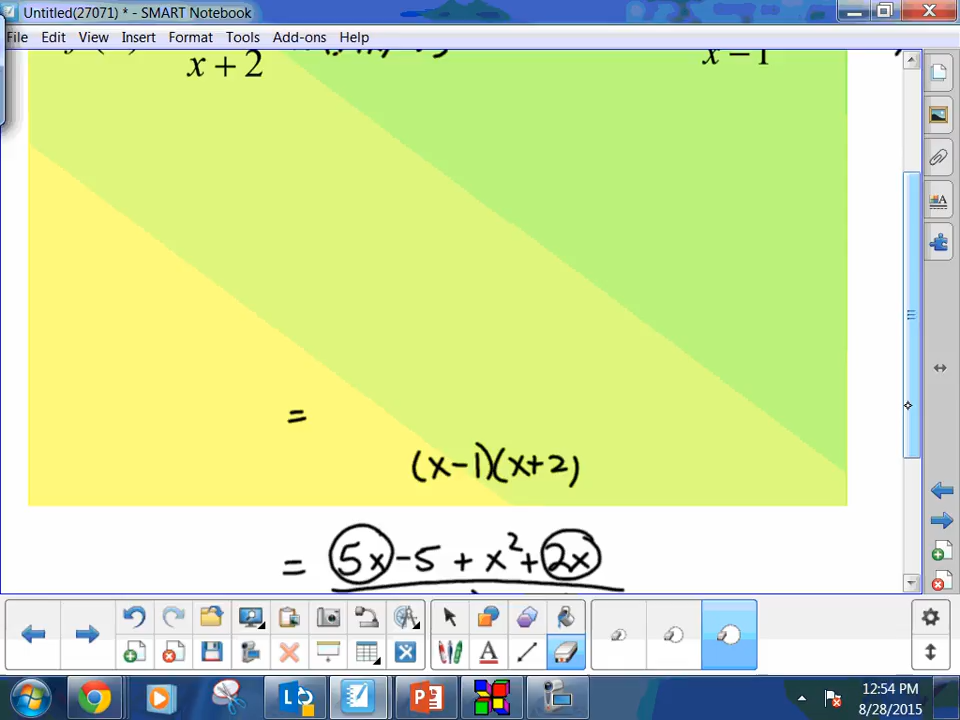 Untitled(27071) * - SMART Notebook
File Edit View Insert Format Tools Add-ons Help
x + 2
x − 1
=
(x-1)(x+2)
= 5x - 5 + x² + 2x
12:54 PM
8/28/2015